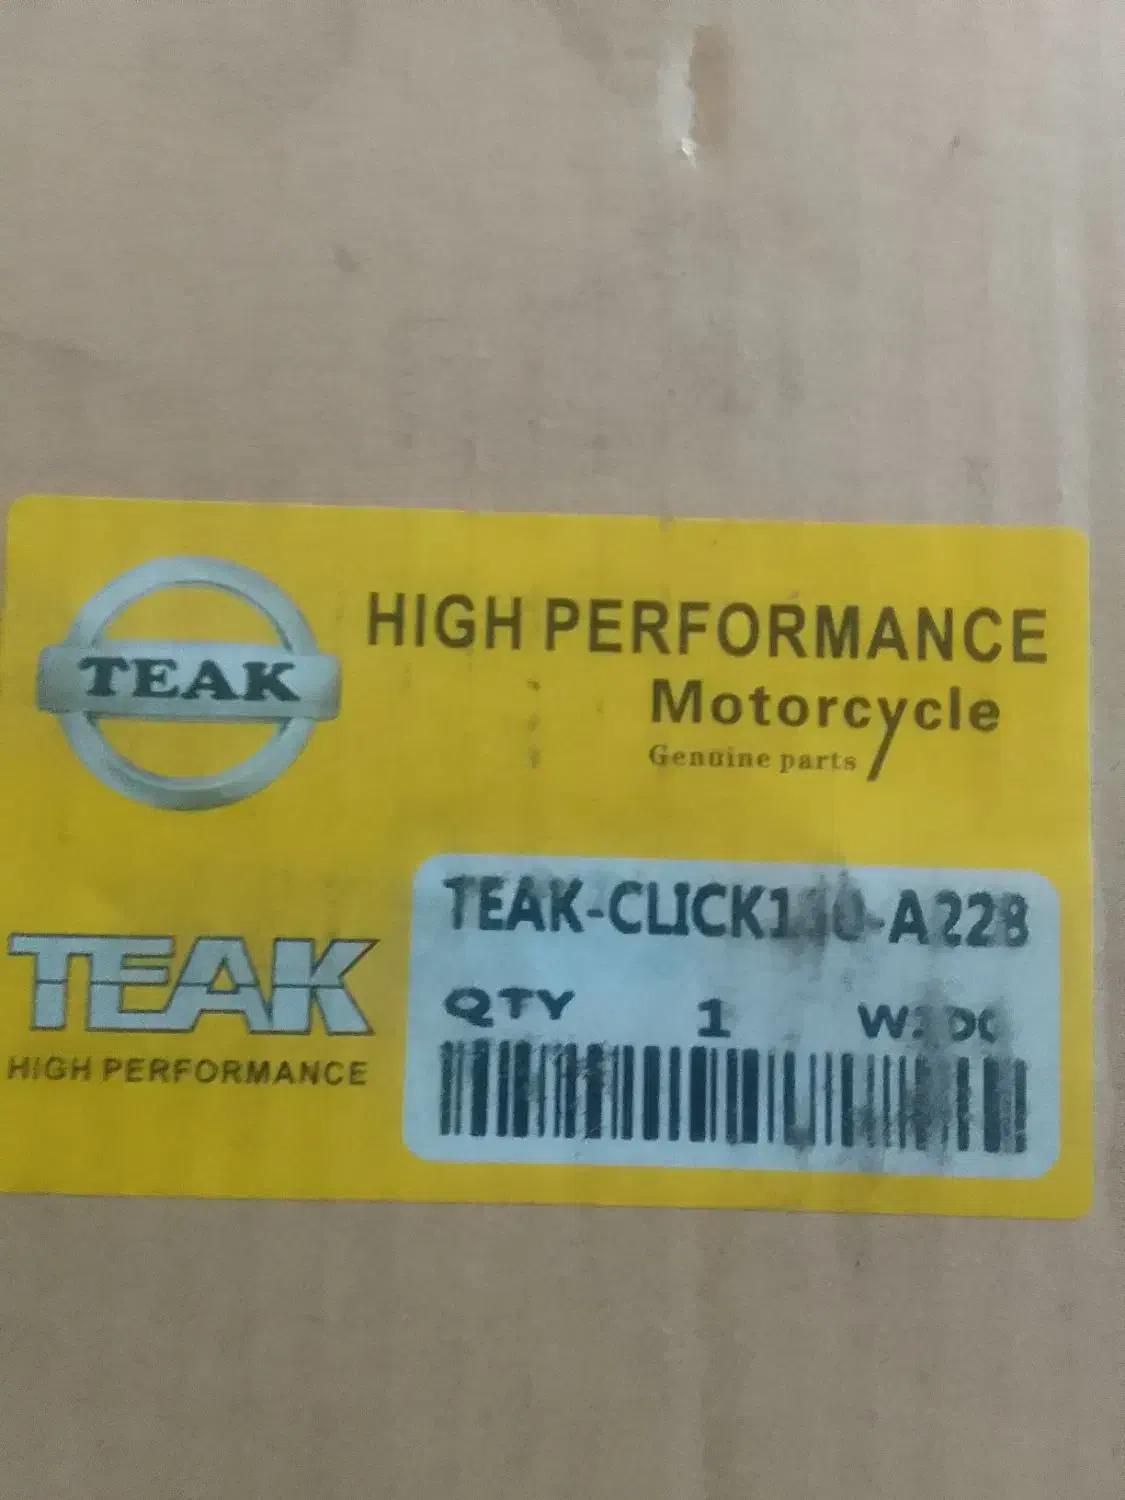 TEAK
HIGH PERFORMANCE
Motorcycle
Genuine parts
TEAK
HIGH PERFORMANCE
QTY 1